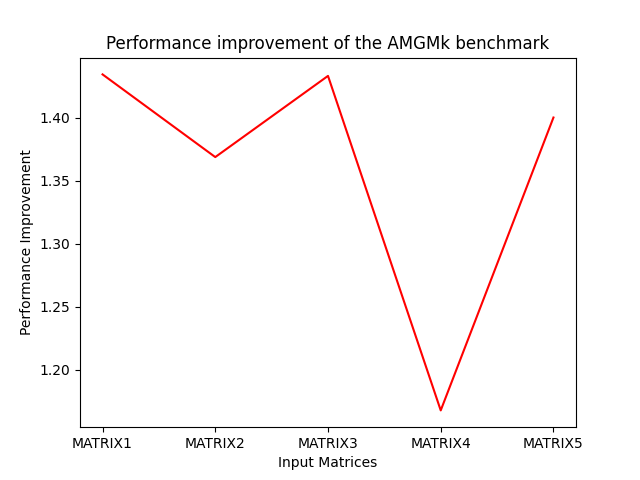 Performance improvement of the AMGMk benchmark
Performance Improvement
1.40
1.35
1.30
1.25
1.20
MATRIX1 MATRIX2 MATRIX3 MATRIX4 MATRIX5
Input Matrices